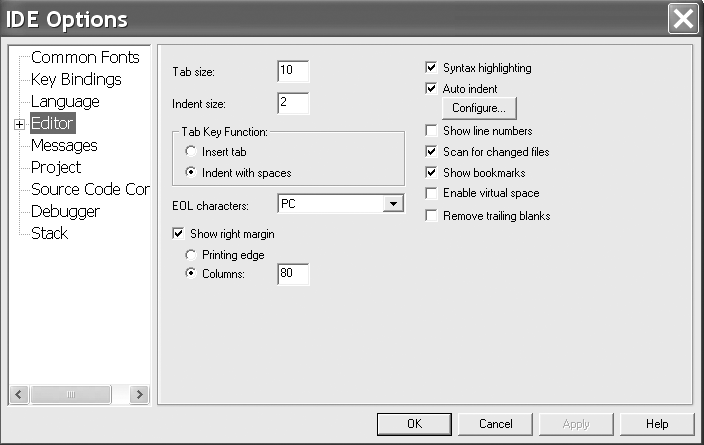 IDE Options
Common Fonts
Key Bindings
Language
Editor
Messages
Project
Source Code Cor
Debugger
Stack
Tab size: 10
Indent size: 2
Tab Key Function:
Insert tab
Indent with spaces
EOL characters: PC
Show right margin
Printing edge
Columns: 80
Syntax highlighting
Auto indent
Configure...
Show line numbers
Scan for changed files
Show bookmarks
Enable virtual space
Remove trailing blanks
OK Cancel Apply Help